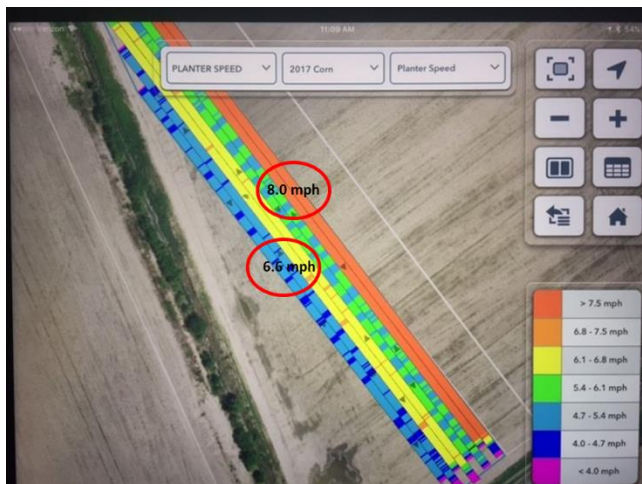 Verizon
11:09 AM
54%
PLANTER SPEED
2017 Corn
Planter Speed
8.0 mph
6.6 mph
> 7.5 mph
6.8 - 7.5 mph
6.1 - 6.8 mph
5.4 - 6.1 mph
4.7 - 5.4 mph
4.0 - 4.7 mph
< 4.0 mph